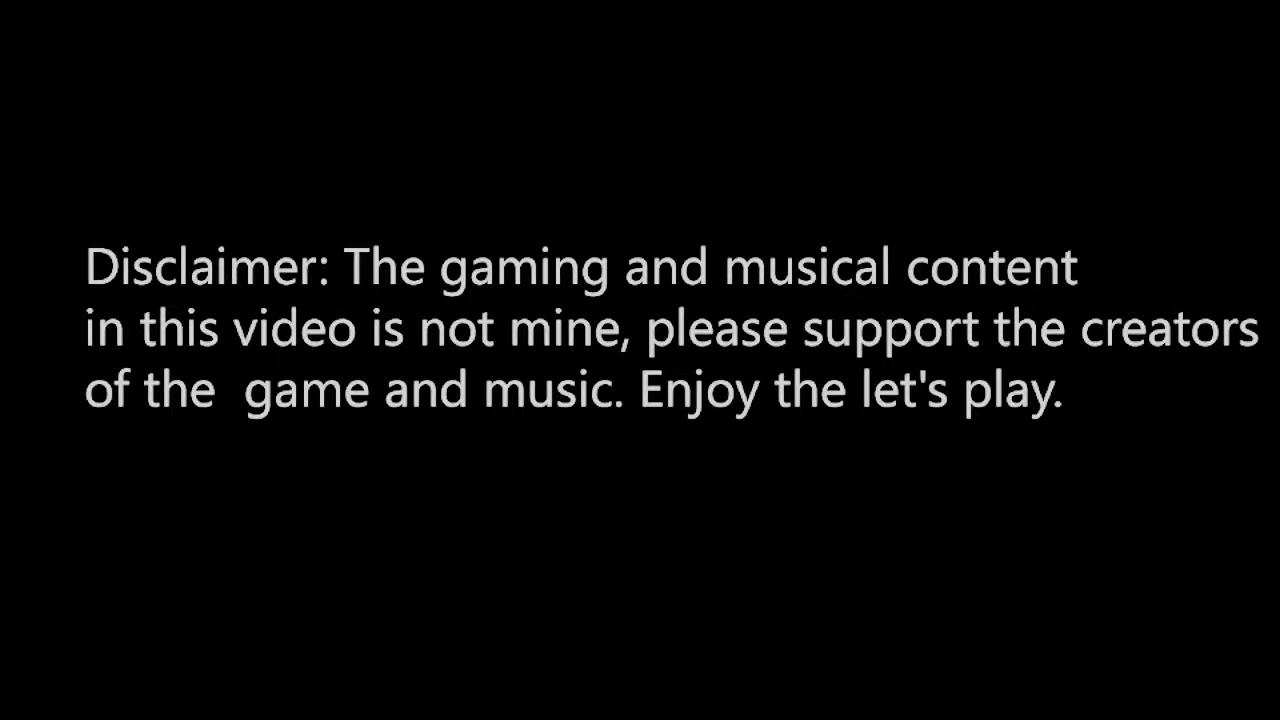 Disclaimer: The gaming and musical content
in this video is not mine, please support the creators
of the  game and music. Enjoy the let's play.